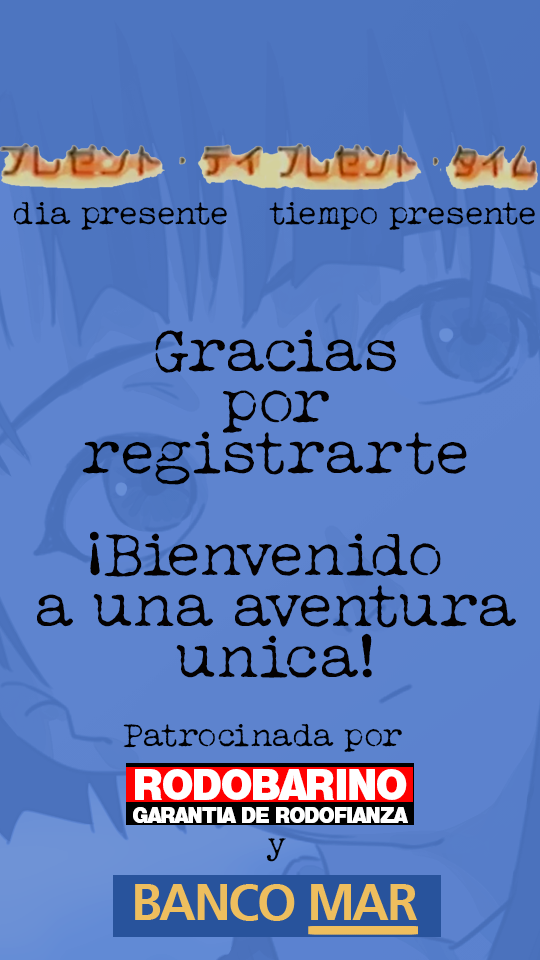 プレゼント・デイ プレゼント・タイム
dia presente tiempo presente
Gracias
por
registrarte
¡Bienvenido
a una aventura
unica!
Patrocinada por
RODOBARINO
GARANTIA DE RODOFIANZA
y
BANCO MAR